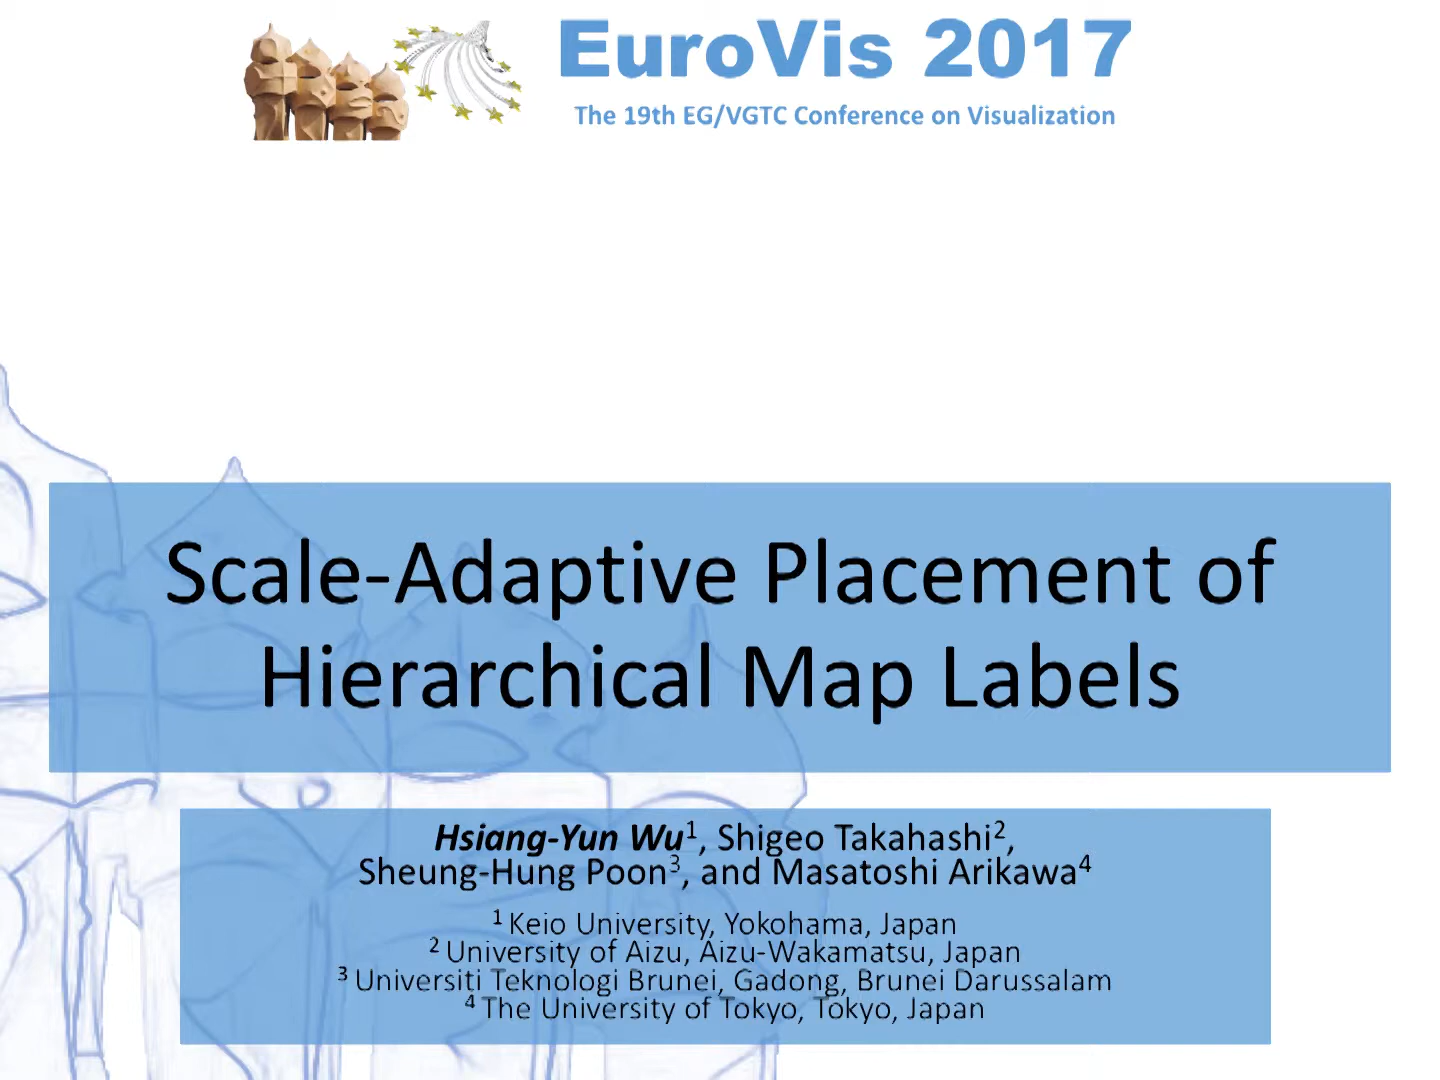 EuroVis 2017
The 19th EG/VGTC Conference on Visualization
Scale-Adaptive Placement of
Hierarchical Map Labels
Hsiang-Yun Wu¹, Shigeo Takahashi²,
Sheung-Hung Poon³, and Masatoshi Arikawa⁴
¹ Keio University, Yokohama, Japan
² University of Aizu, Aizu-Wakamatsu, Japan
³ Universiti Teknologi Brunei, Gadong, Brunei Darussalam
⁴ The University of Tokyo, Tokyo, Japan